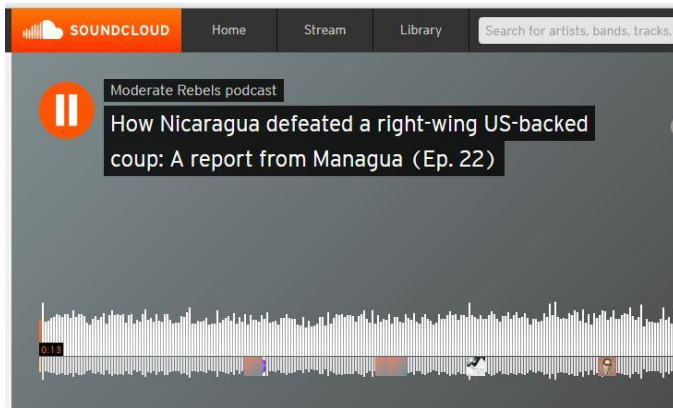 SOUNDCLOUD Home Stream Library Search for artists, bands, tracks,
Moderate Rebels podcast
How Nicaragua defeated a right-wing US-backed
coup: A report from Managua (Ep. 22)
0:13